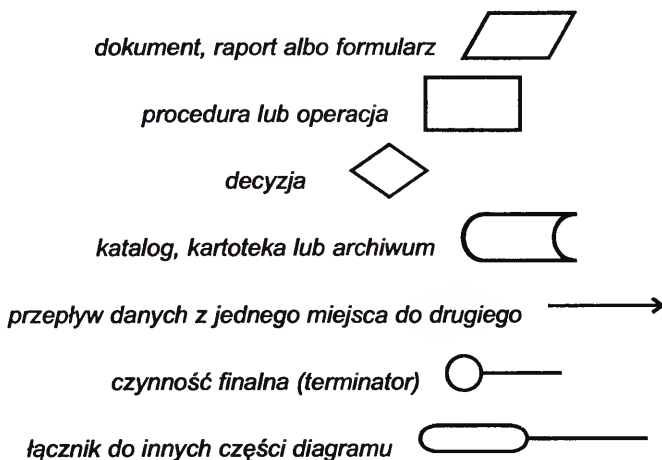 dokument, raport albo formularz
procedura lub operacja
decyzja
katalog, kartoteka lub archiwum
przepływ danych z jednego miejsca do drugiego
czynność finalna (terminator)
łącznik do innych części diagramu